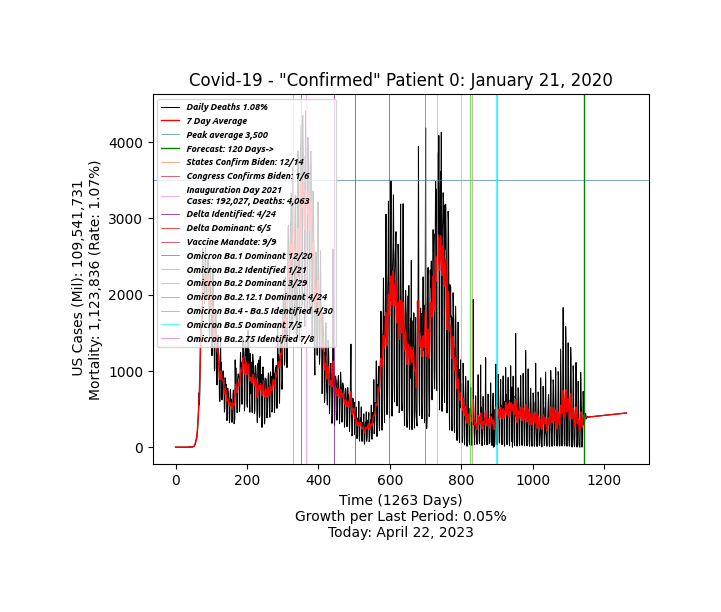 Covid-19 - "Confirmed" Patient 0: January 21, 2020
US Cases (Mil): 109,541,731
Mortality: 1,123,836 (Rate: 1.07%)
4000
3000
2000
1000
0
Daily Deaths 1.08%
7 Day Average
Peak average 3,500
Forecast: 120 Days->
States Confirm Biden: 12/14
Congress Confirms Biden: 1/6
Inauguration Day 2021
Cases: 192,027, Deaths: 4,063
Delta Identified: 4/24
Delta Dominant: 6/5
Vaccine Mandate: 9/9
Omicron Ba.1 Dominant 12/20
Omicron Ba.2 Identified 1/21
Omicron Ba.2 Dominant 3/29
Omicron Ba.2.12.1 Dominant 4/24
Omicron Ba.4 - Ba.5 Identified 4/30
Omicron Ba.5 Dominant 7/5
Omicron Ba.2.75 Identified 7/8
0 200 400 600 800 1000 1200
Time (1263 Days)
Growth per Last Period: 0.05%
Today: April 22, 2023